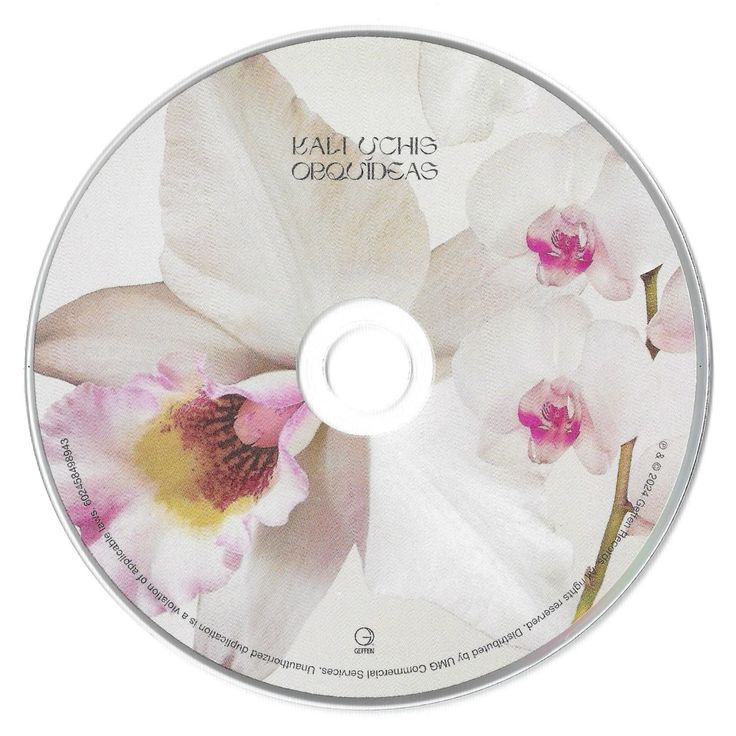 KALI UCHIS
ORQUÍDEAS
GEFFEN
℗ & © 2024 Geffen Records. All rights reserved. Distributed by UMG Commercial Services. Unauthorized duplication is a violation of applicable laws. 602458498943